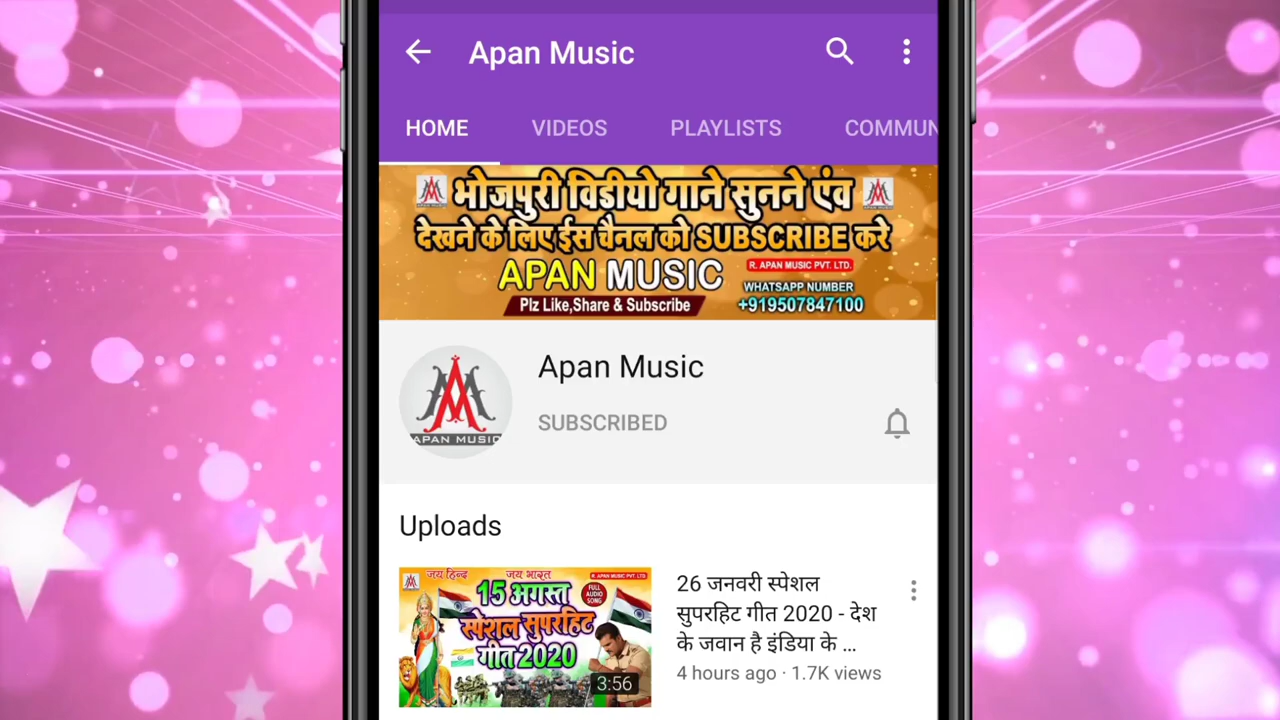 Apan Music
HOME VIDEOS PLAYLISTS COMMUN
भोजपुरी विडीयो गाने सुनने एंव
देखने के लिए ईस चैनल को SUBSCRIBE करे
APAN MUSIC
R. APAN MUSIC PVT. LTD.
WHATSAPP NUMBER
+919507847100
Plz Like,Share & Subscribe
APAN MUSIC
Apan Music
SUBSCRIBED
Uploads
जय हिन्द जय भारत
R. APAN MUSIC PVT. LTD
15 अगस्त
FULL
AUDIO
SONG
स्पेशल सुपरहिट
गीत 2020
3:56
26 जनवरी स्पेशल
सुपरहिट गीत 2020 - देश
के जवान है इंडिया के ...
4 hours ago · 1.7K views